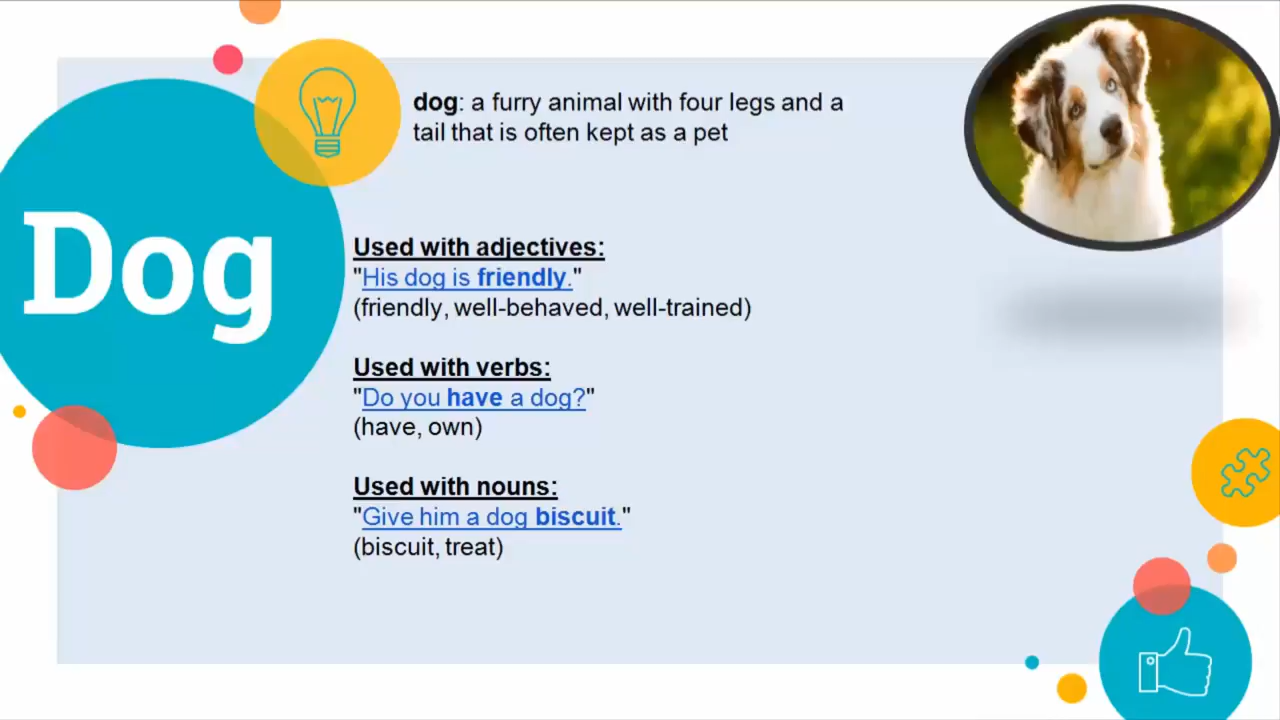 Dog
dog: a furry animal with four legs and a
tail that is often kept as a pet
Used with adjectives:
"His dog is friendly."
(friendly, well-behaved, well-trained)
Used with verbs:
"Do you have a dog?"
(have, own)
Used with nouns:
"Give him a dog biscuit."
(biscuit, treat)